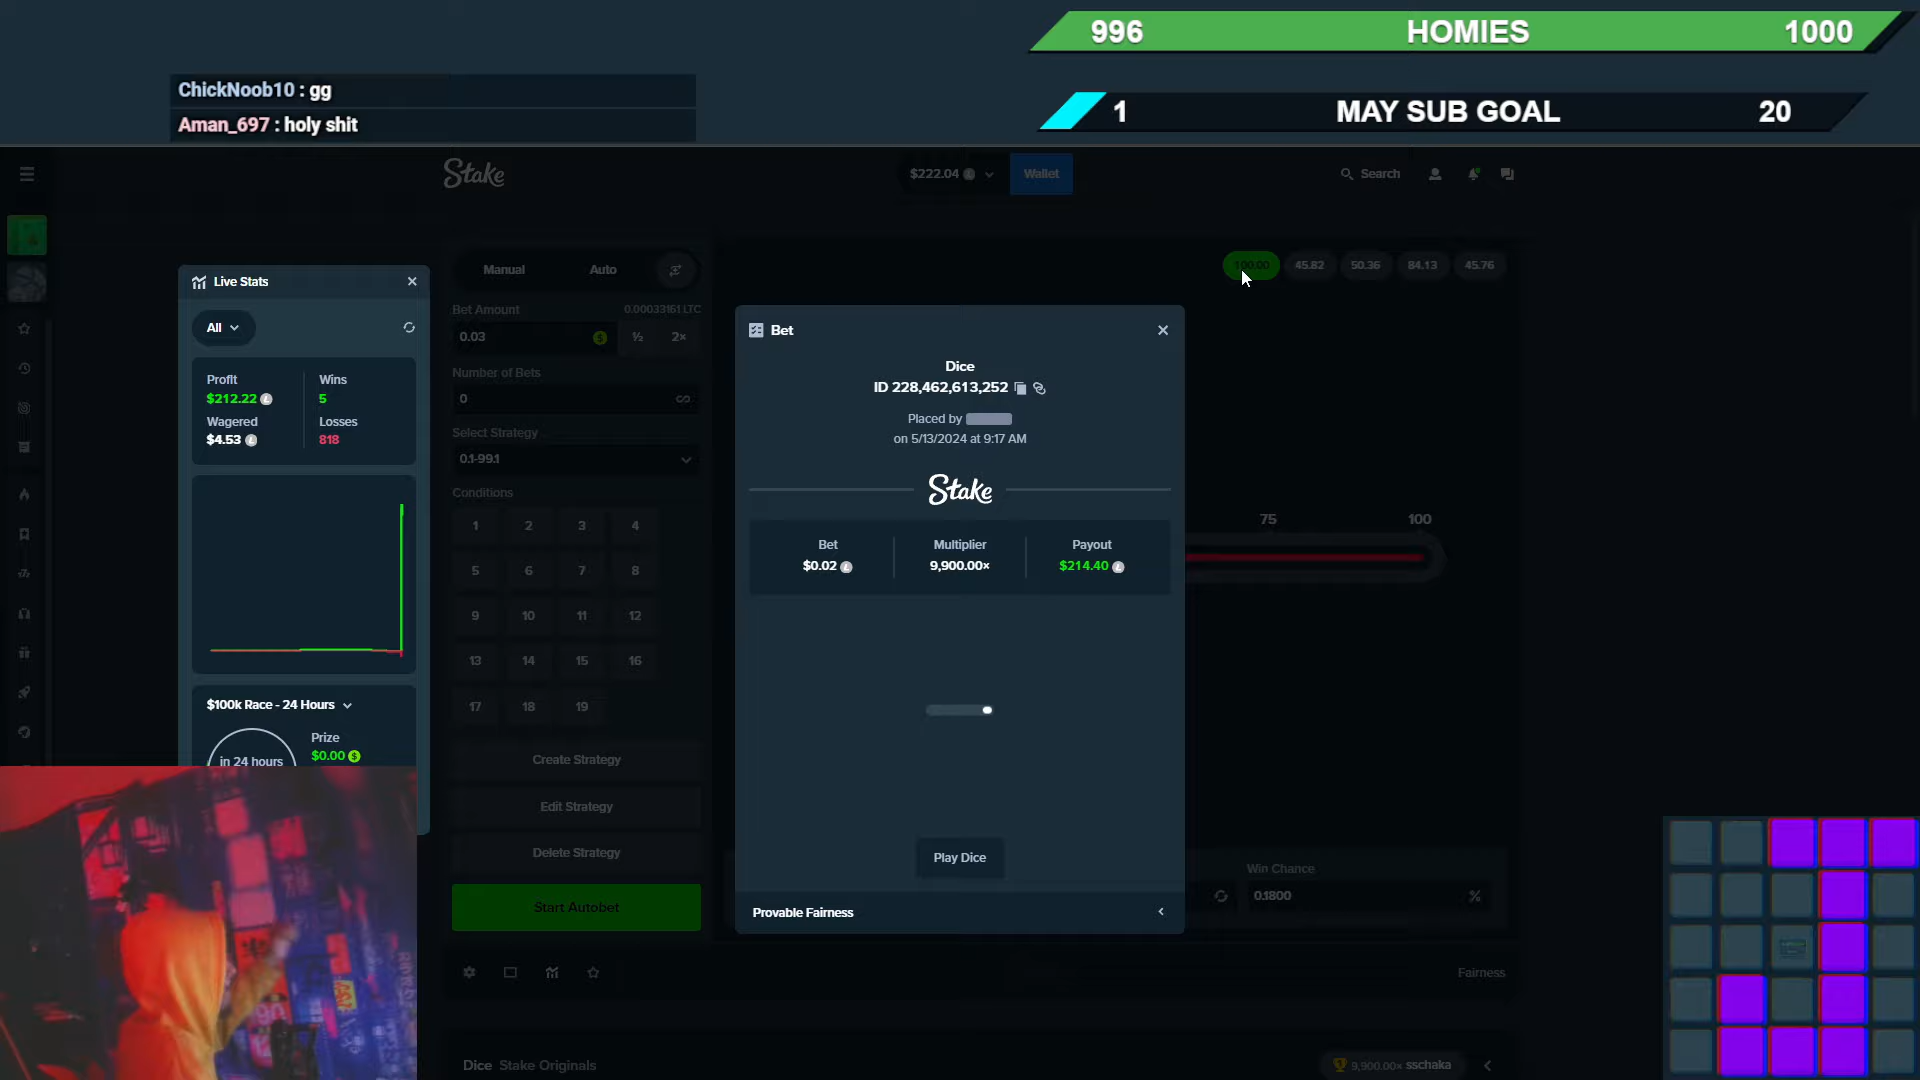 996 HOMIES 1000
ChickNoob10 : gg
Aman_697 : holy shit
1 MAY SUB GOAL 20
Stake
$222.04
Wallet
Search
Live Stats
All
Profit
$212.22
Wins
5
Wagered
$4.53
Losses
818
$100k Race - 24 Hours
in 24 hours
Prize
$0.00
Manual Auto
Bet Amount 0.00033161 LTC
0.03 ½ 2×
Number of Bets
0
Select Strategy
0.1-99.1
Conditions
1 2 3 4
5 6 7 8
9 10 11 12
13 14 15 16
17 18 19
Create Strategy
Edit Strategy
Delete Strategy
Start Autobet
100.00 45.82 50.36 84.13 45.76
Bet
Dice
ID 228,462,613,252
Placed by
on 5/13/2024 at 9:17 AM
Stake
Bet Multiplier Payout
$0.02 9,900.00× $214.40
Play Dice
Provable Fairness
75 100
Win Chance
0.1800 %
Fairness
Dice Stake Originals
9,900.00× sschaka